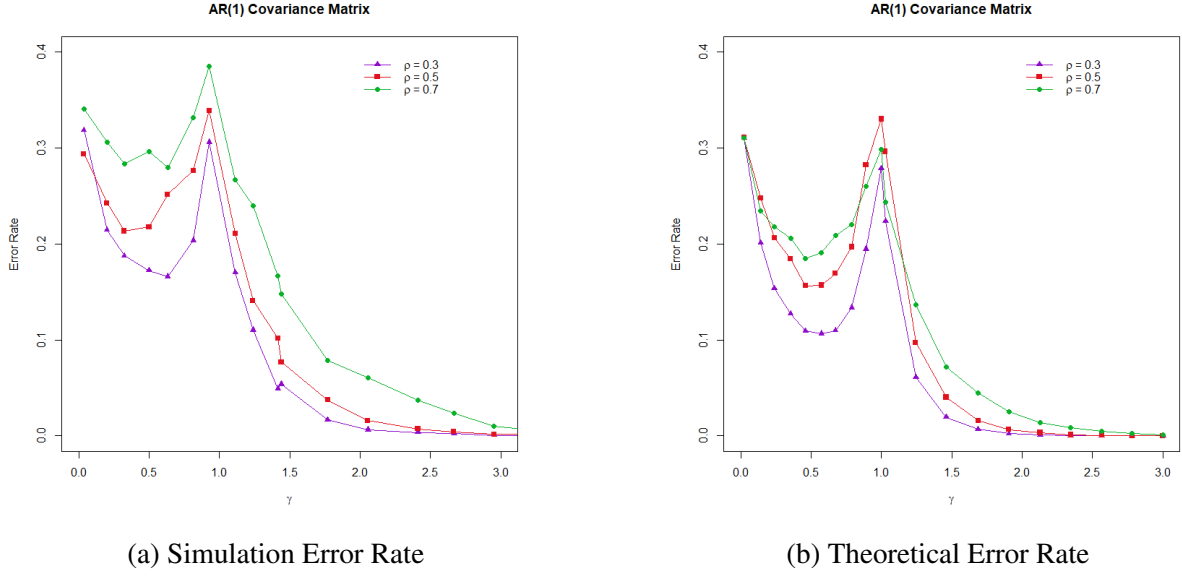 AR(1) Covariance Matrix
Error Rate
0.4
0.3
0.2
0.1
0.0
ρ = 0.3
ρ = 0.5
ρ = 0.7
0.0 0.5 1.0 1.5 2.0 2.5 3.0
γ
(a) Simulation Error Rate
AR(1) Covariance Matrix
Error Rate
0.4
0.3
0.2
0.1
0.0
ρ = 0.3
ρ = 0.5
ρ = 0.7
0.0 0.5 1.0 1.5 2.0 2.5 3.0
γ
(b) Theoretical Error Rate